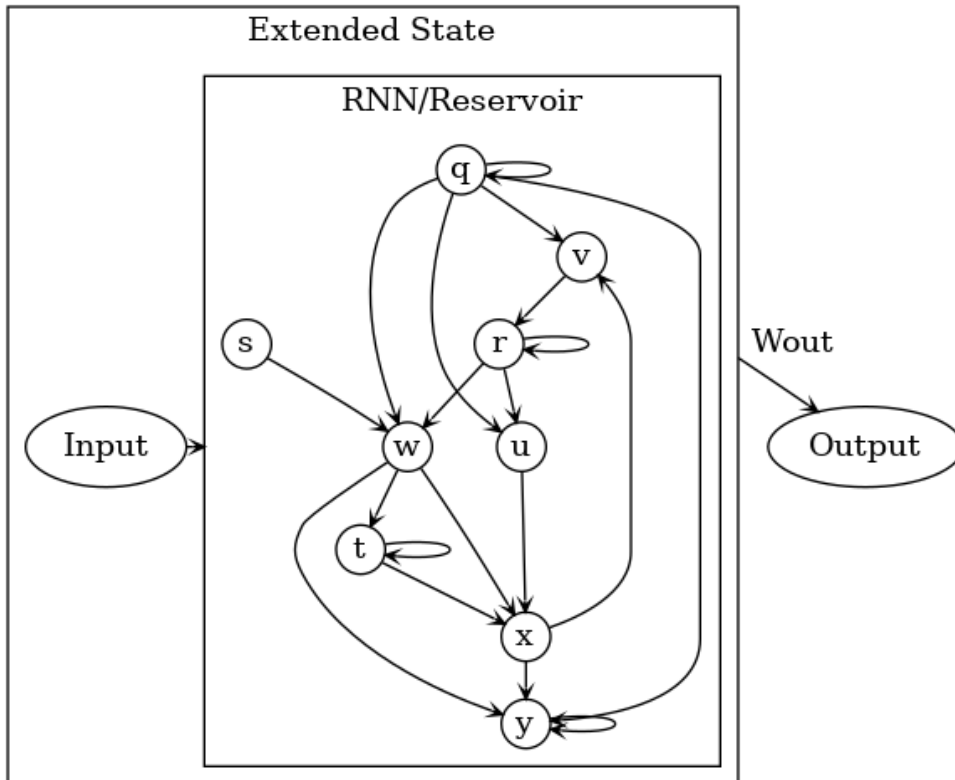 Extended State
RNN/Reservoir
q
v
s
r
Wout
Input
w
u
Output
t
x
y